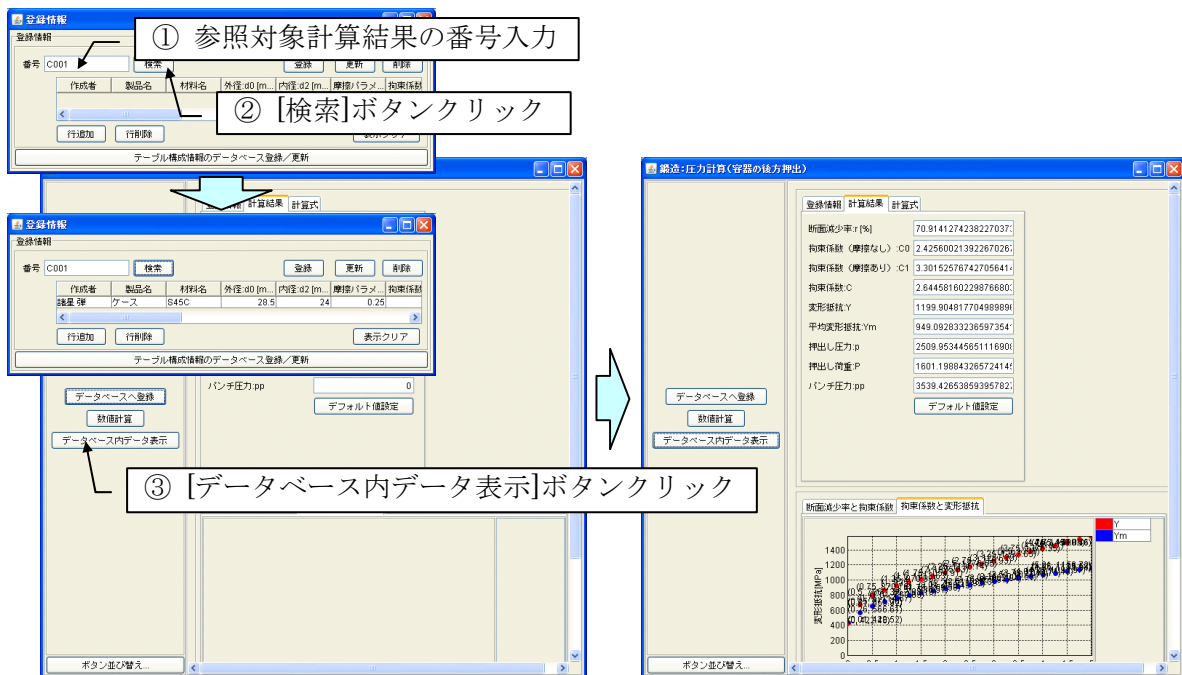 登録情報
登録情報
① 参照対象計算結果の番号入力
番号 C001 検索 登録 更新 削除
作成者 製品名 材料名 外径:d0 [m... 内径:d2 [m... 摩擦パラメ... 拘束係数
② [検索]ボタンクリック
行追加 行削除 表示クリア
テーブル構成情報のデータベース登録/更新
計算結果 計算式
登録情報
登録情報
番号 C001 検索 登録 更新 削除
作成者 製品名 材料名 外径:d0 [m... 内径:d2 [m... 摩擦パラメ... 拘束係数
諸星 弾 ケース S45C 28.5 24 0.25
行追加 行削除 表示クリア
テーブル構成情報のデータベース登録/更新
パンチ圧力:pp 0
デフォルト値設定
データベースへ登録
数値計算
データベース内データ表示
③ [データベース内データ表示]ボタンクリック
ボタン並び替え...
鍛造:圧力計算(容器の後方押出)
登録情報 計算結果 計算式
断面減少率:r [%] 70.9141274238227037:
拘束係数(摩擦なし):C0 2.42560021392267026:
拘束係数(摩擦あり):C1 3.30152576742705641
拘束係数:C 2.64458160229876680:
変形抵抗:Y 1199.90481770498989
平均変形抵抗:Ym 949.092833236597354
押出し圧力:p 2509.95344565111690
押出し荷重:P 1601.1988432657241
パンチ圧力:pp 3539.42653859395782:
デフォルト値設定
データベースへ登録
数値計算
データベース内データ表示
断面減少率と拘束係数 拘束係数と変形抵抗
Y
Ym
変形抵抗[MPa]
1400
1200
1000
800
600
400
200
0
ボタン並び替え...